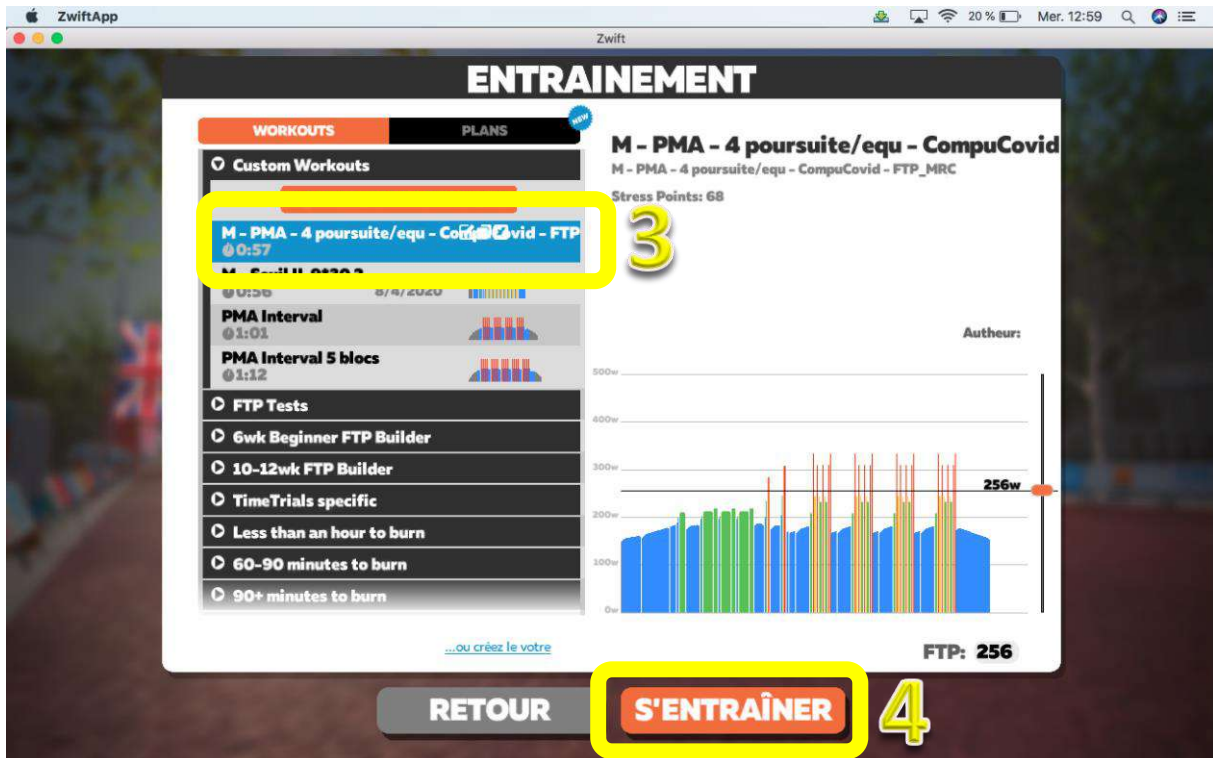 ZwiftApp
20 % Mer. 12:59
Zwift
ENTRAINEMENT
WORKOUTS PLANS NEW
Custom Workouts
M - PMA - 4 poursuite/equ - CompuCovid - FTP
0:57
0:56 8/4/2020
PMA Interval
1:01
PMA Interval 5 blocs
1:12
FTP Tests
6wk Beginner FTP Builder
10-12wk FTP Builder
TimeTrials specific
Less than an hour to burn
60-90 minutes to burn
90+ minutes to burn
...ou créez le votre
M - PMA - 4 poursuite/equ - CompuCovid
M - PMA - 4 poursuite/equ - CompuCovid - FTP_MRC
Stress Points: 68
3
Autheur:
500w
400w
300w
256w
200w
100w
0w
FTP: 256
RETOUR
S'ENTRAÎNER
4